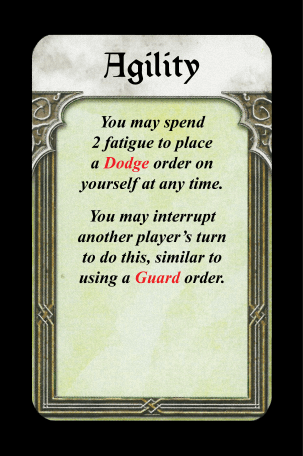 Agility
You may spend
2 fatigue to place
a Dodge order on
yourself at any time.
You may interrupt
another player's turn
to do this, similar to
using a Guard order.